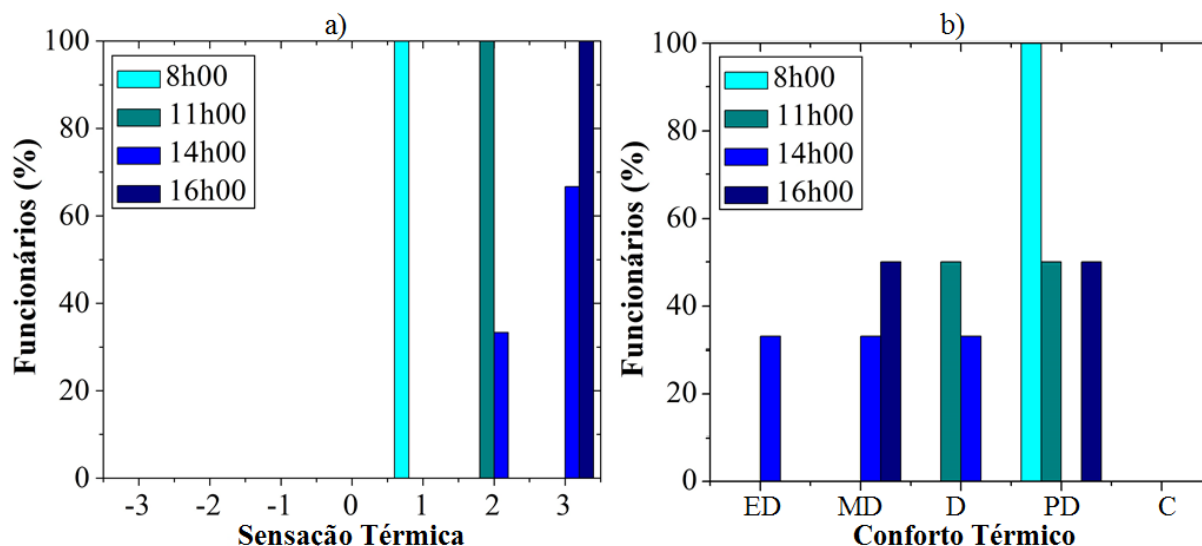 a)
Funcionários (%)
100
80
60
40
20
0
8h00
11h00
14h00
16h00
-3 -2 -1 0 1 2 3
Sensação Térmica
b)
Funcionários (%)
100
80
60
40
20
0
8h00
11h00
14h00
16h00
ED MD D PD C
Conforto Térmico